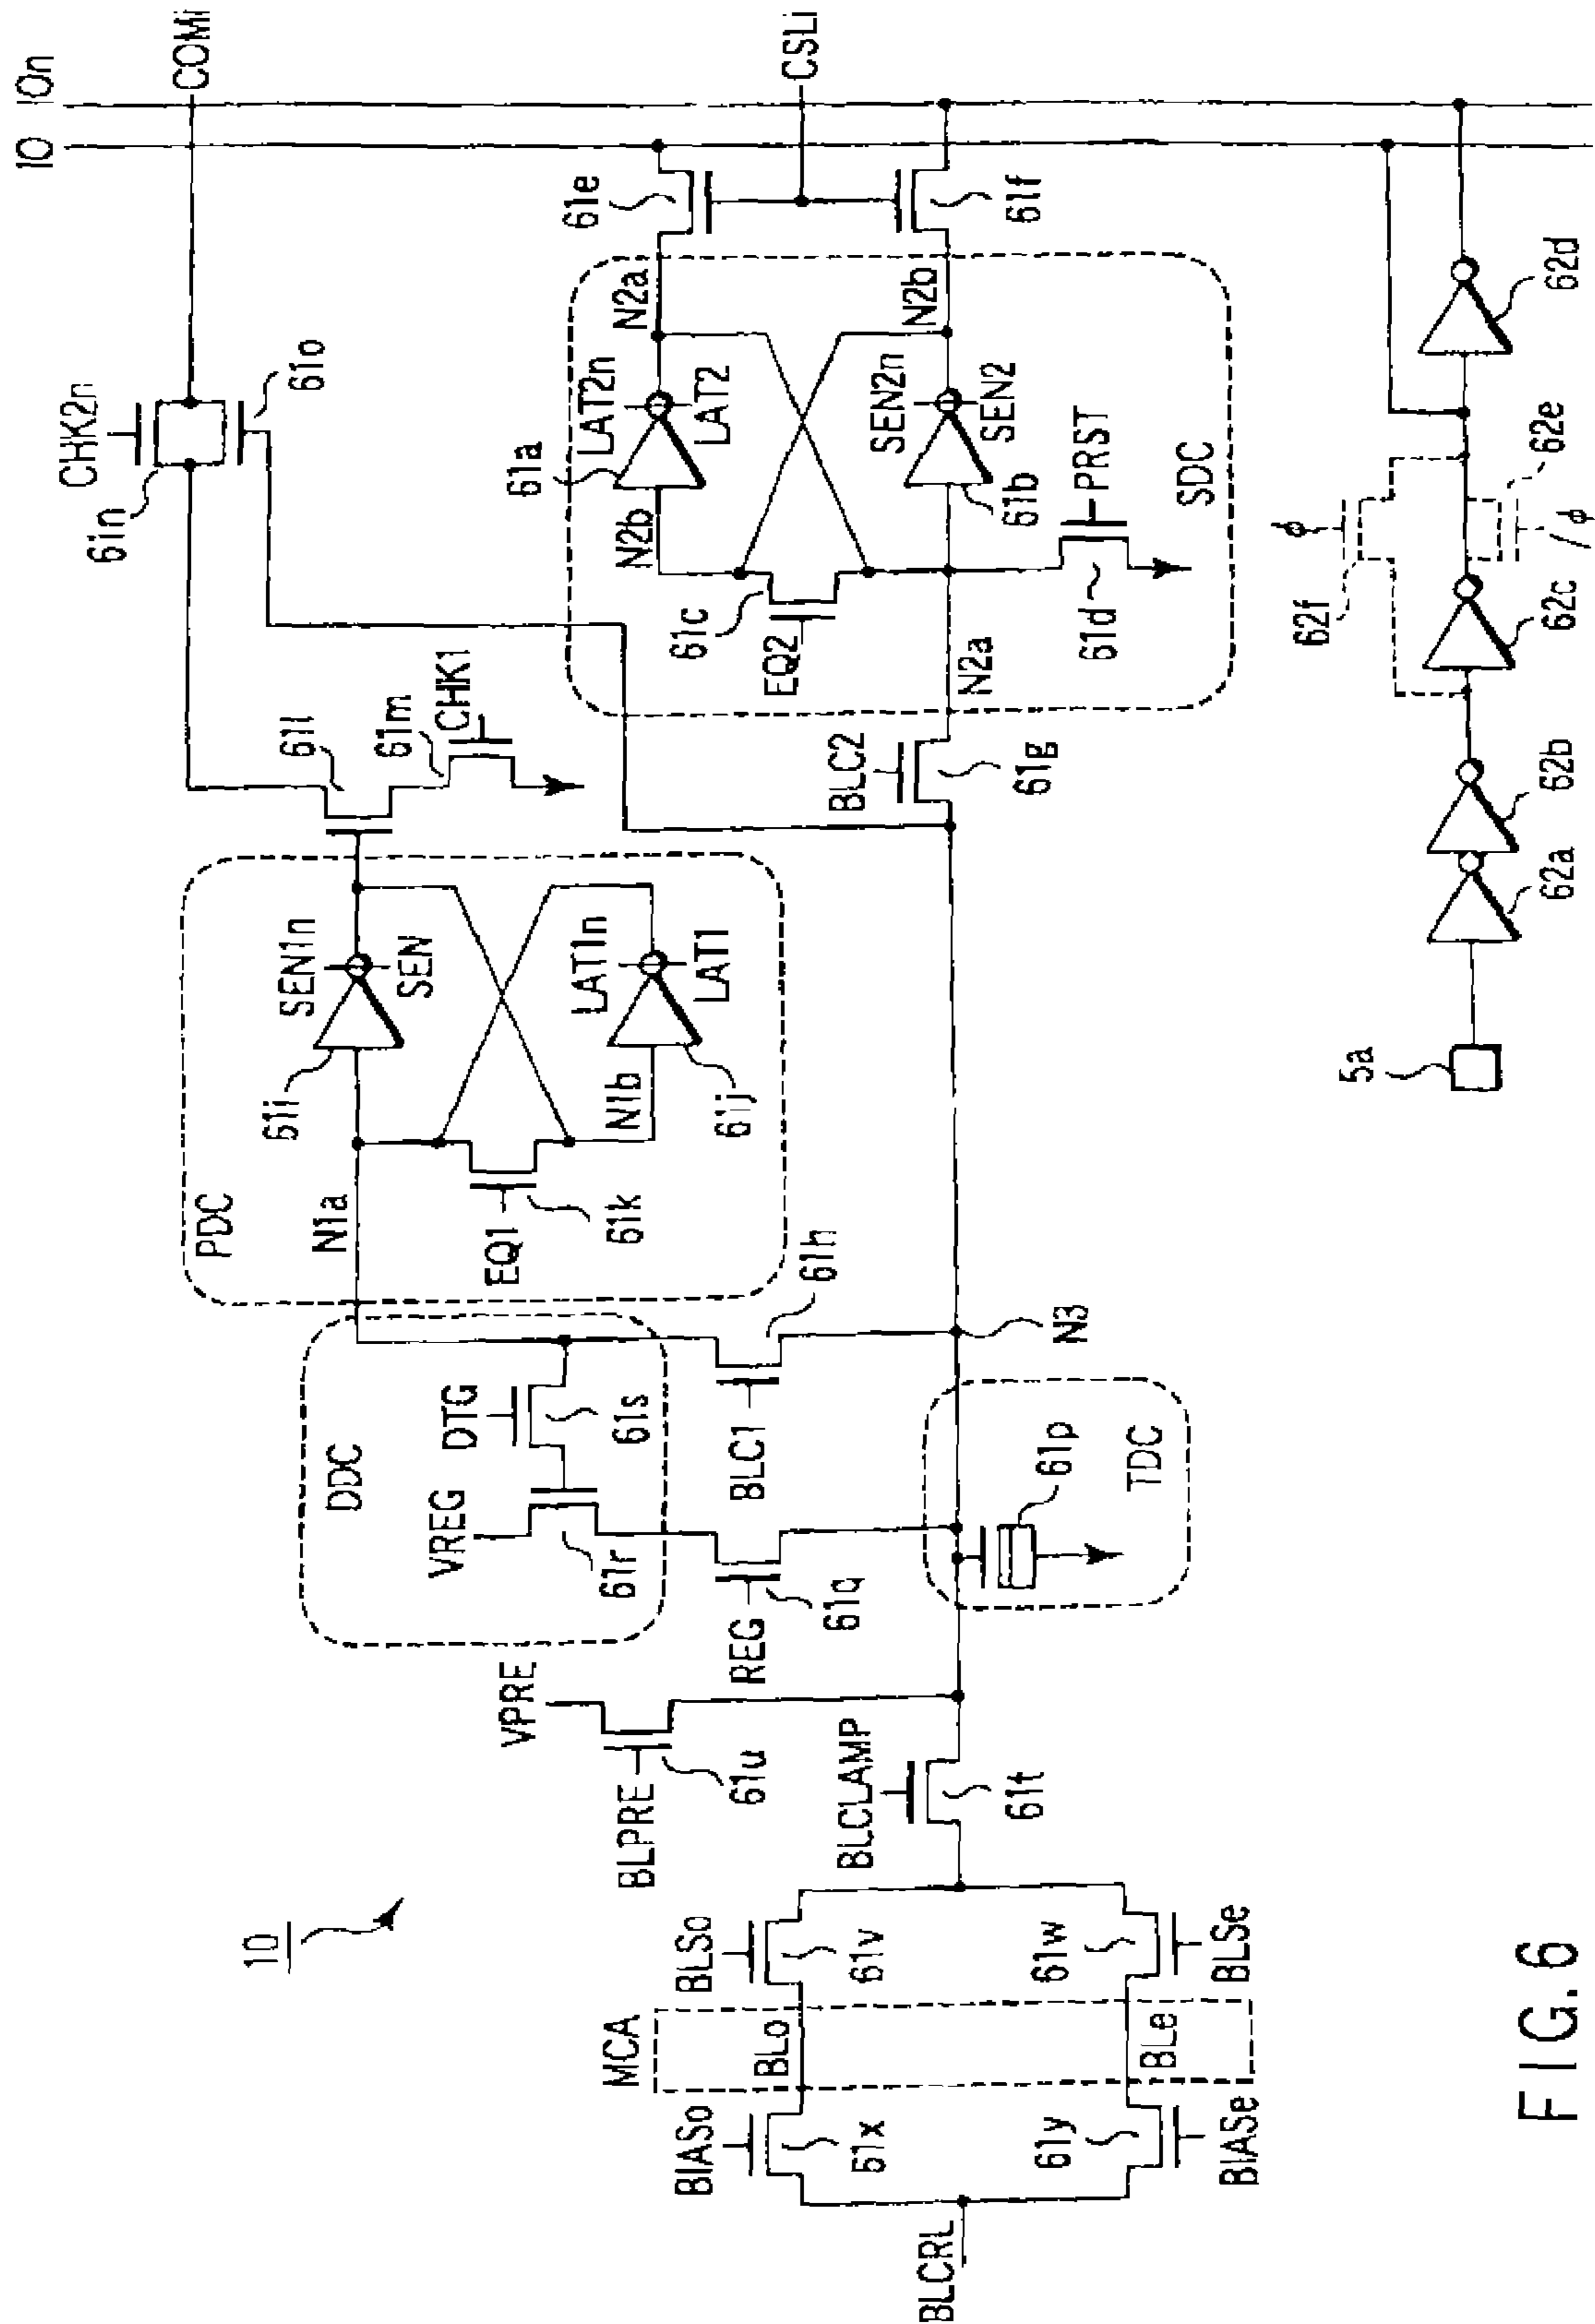 10
IO
IOn
COMi
CHK2n
61n
61o
61l
61m
CHK1
CSLi
61e
61f
N2a
N2b
61a
LAT2n
LAT2
N2b
SEN2n
SEN2
61b
61c
EQ2
PRST
61d
SDC
N2a
BLC2
61g
PDC
N1a
SEN1n
SEN
61i
LAT1n
LAT1
61j
N1b
EQ1
61k
DDC
VREG
DTG
61s
61r
BLC1
61h
REG
61q
N3
61p
TDC
VPRE
BLPRE
61u
BLCLAMP
61t
MCA
BLSo
61v
61w
BLSe
BLo
BLe
BIASo
61x
61y
BIASe
BLCRL
5a
62a
62b
62c
62d
62e
62f
φ
/φ
FIG. 6